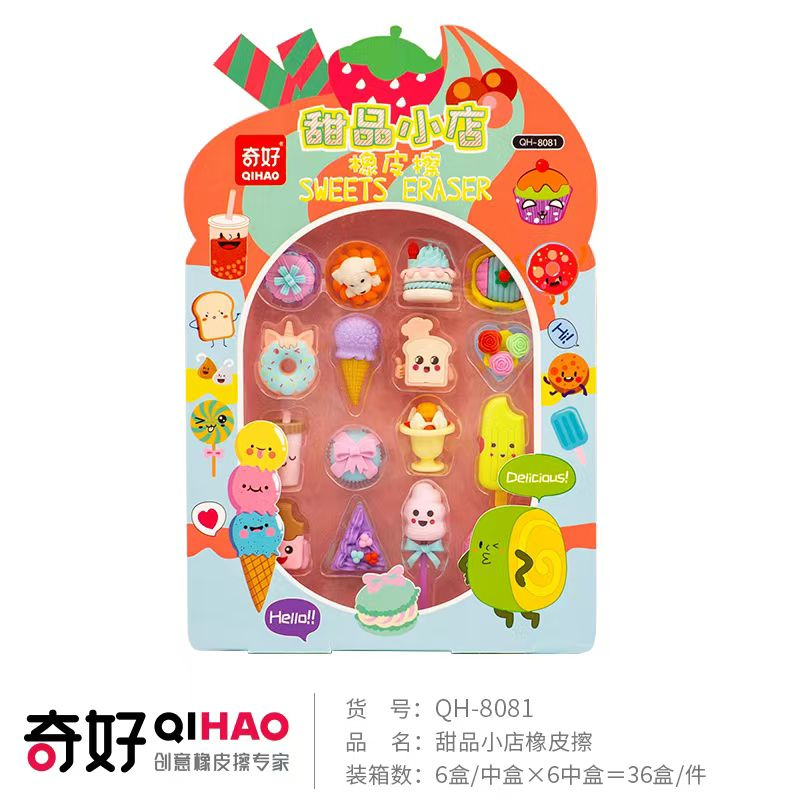 甜品小店
橡皮擦
SWEETS ERASER
奇好
QIHAO
QH-8081
Hi!
Delicious!
Hello!!
奇好 QIHAO
创意橡皮擦专家
货 号：QH-8081
品 名：甜品小店橡皮擦
装箱数：6盒/中盒×6中盒＝36盒/件